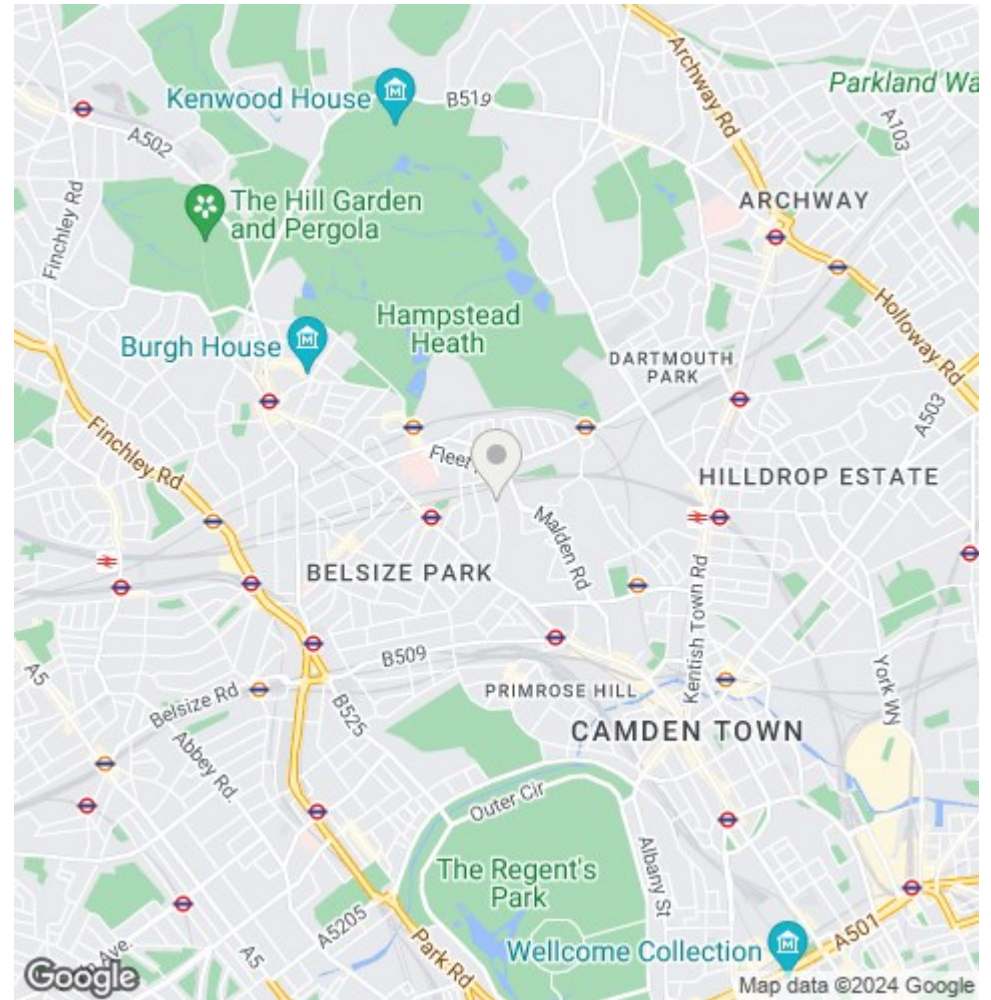 Kenwood House
B519
Archway Rd
Parkland Wa
A103
A502
Finchley Rd
The Hill Garden
and Pergola
ARCHWAY
Holloway Rd
Hampstead
Heath
Burgh House
DARTMOUTH
PARK
A503
Finchley Rd
Fleet
HILLDROP ESTATE
Malden Rd
BELSIZE PARK
Kentish Town Rd
B509
A5
Belsize Rd
B525
PRIMROSE HILL
York Wy
CAMDEN TOWN
Abbey Rd.
Outer Cir
The Regent's
Park
Albany St
A5205
Park Rd
A5
Ave.
Wellcome Collection
A501
Google
Map data ©2024 Google